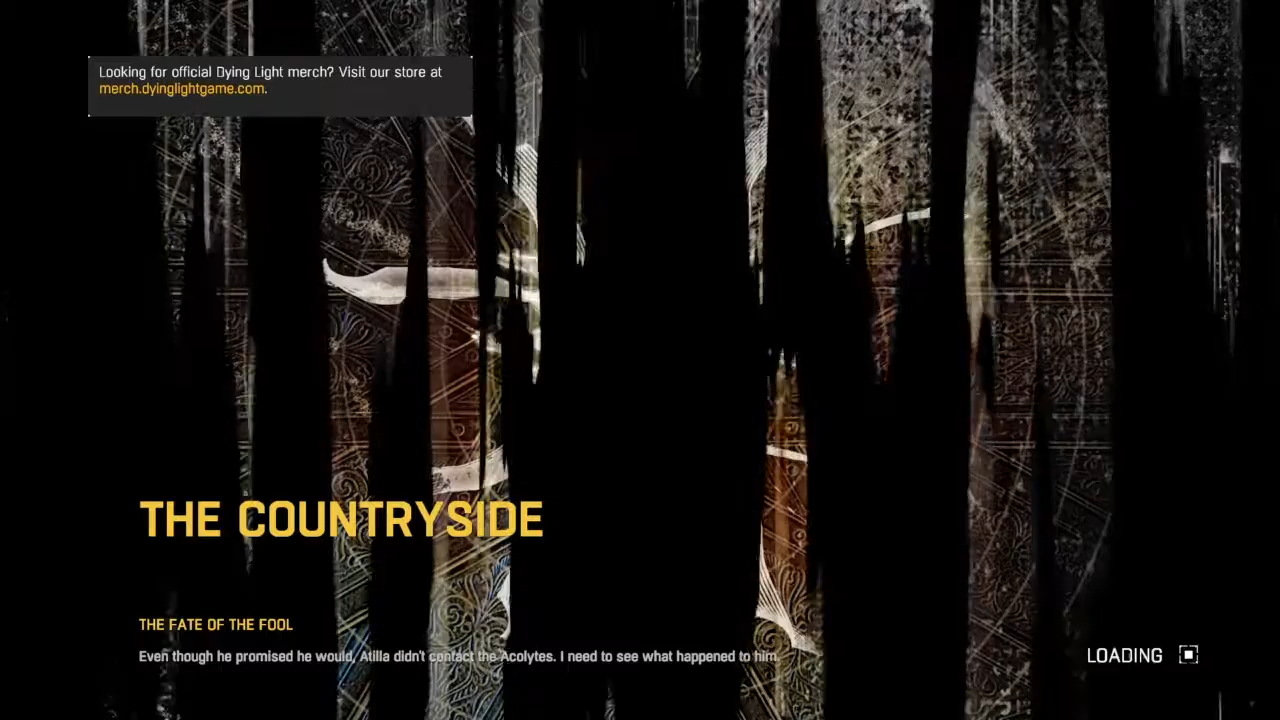 Looking for official Dying Light merch? Visit our store at
merch.dyinglightgame.com.
THE COUNTRYSIDE
THE FATE OF THE FOOL
Even though he promised he would, Atilla didn't contact the Acolytes. I need to see what happened to him.
LOADING